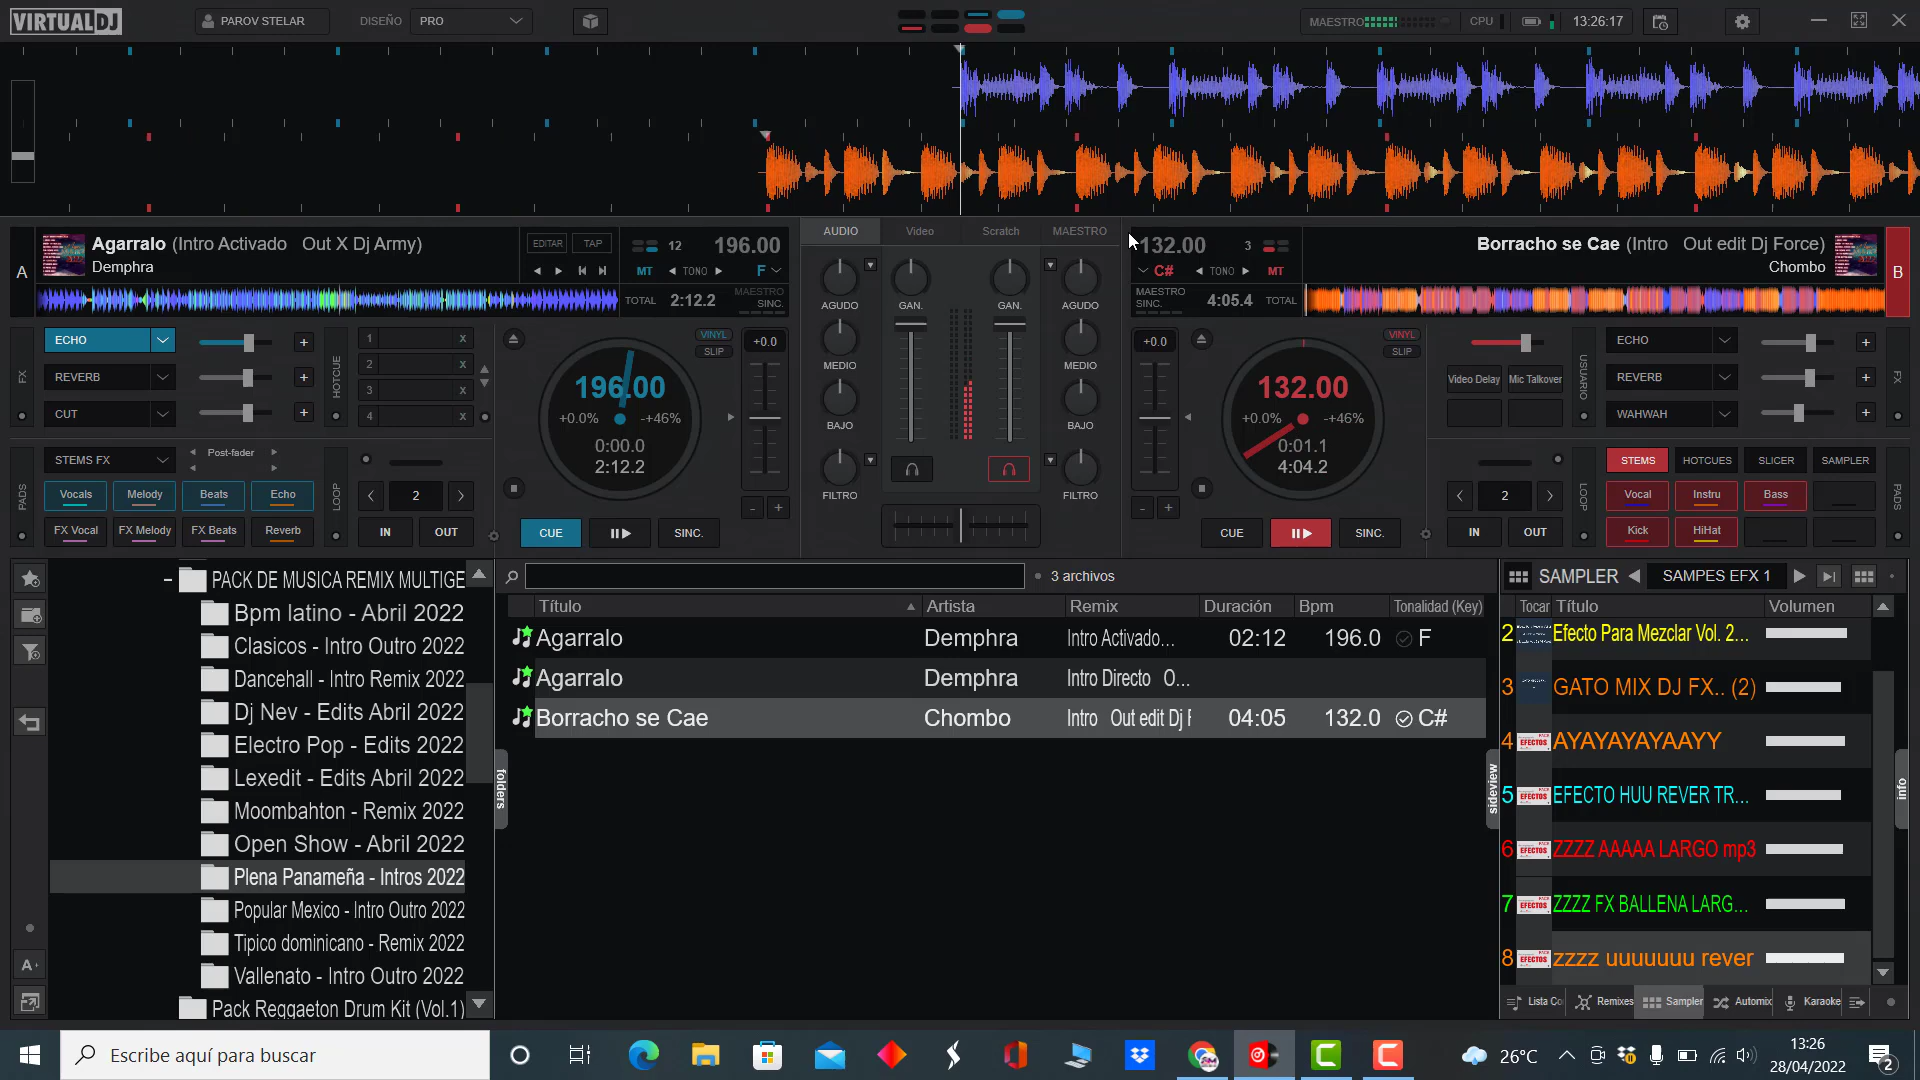 VIRTUALDJ
PAROV STELAR
DISEÑO
PRO
MAESTRO
CPU
13:26:17
A
Agarralo (Intro Activado Out X Dj Army)
Demphra
EDITAR
TAP
12
196.00
MT
TONO
F
TOTAL
2:12.2
MAESTRO
SINC.
AUDIO
Video
Scratch
MAESTRO
132.00
3
C#
TONO
MT
MAESTRO
SINC.
4:05.4
TOTAL
Borracho se Cae (Intro Out edit Dj Force)
Chombo
B
FX
ECHO
REVERB
CUT
HOTCUE
1 x
2 x
3 x
4 x
VINYL
SLIP
196.00
+0.0%
-+46%
0:00.0
2:12.2
+0.0
AGUDO
GAN.
GAN.
AGUDO
MEDIO
MEDIO
BAJO
BAJO
FILTRO
FILTRO
+0.0
VINYL
SLIP
132.00
+0.0%
-+46%
0:01.1
4:04.2
Video Delay
Mic Talkover
USUARIO
ECHO
REVERB
WAHWAH
FX
PADS
STEMS FX
Post-fader
Vocals
Melody
Beats
Echo
FX Vocal
FX Melody
FX Beats
Reverb
LOOP
2
IN
OUT
CUE
SINC.
CUE
SINC.
2
IN
OUT
LOOP
STEMS
HOTCUES
SLICER
SAMPLER
Vocal
Instru
Bass
Kick
HiHat
PADS
PACK DE MUSICA REMIX MULTIGE
Bpm latino - Abril 2022
Clasicos - Intro Outro 2022
Dancehall - Intro Remix 2022
Dj Nev - Edits Abril 2022
Electro Pop - Edits 2022
Lexedit - Edits Abril 2022
Moombahton - Remix 2022
Open Show - Abril 2022
Plena Panameña - Intros 2022
Popular Mexico - Intro Outro 2022
Tipico dominicano - Remix 2022
Vallenato - Intro Outro 2022
Pack Reggaeton Drum Kit (Vol.1)
folders
3 archivos
Título Artista Remix Duración Bpm Tonalidad (Key)
Agarralo Demphra Intro Activado... 02:12 196.0 F
Agarralo Demphra Intro Directo O...
Borracho se Cae Chombo Intro Out edit Dj F 04:05 132.0 C#
sideview
SAMPLER
SAMPES EFX 1
Tocar Título Volumen
2 Efecto Para Mezclar Vol. 2...
3 GATO MIX DJ FX.. (2)
4 EFECTOS AYAYAYAYAAYY
5 EFECTOS EFECTO HUU REVER TR...
6 EFECTOS ZZZZ AAAAA LARGO mp3
7 EFECTOS ZZZZ FX BALLENA LARG...
8 EFECTOS zzzz uuuuuuu rever
info
Lista Co
Remixes
Sampler
Automix
Karaoke
Escribe aquí para buscar
26°C
13:26
28/04/2022
2